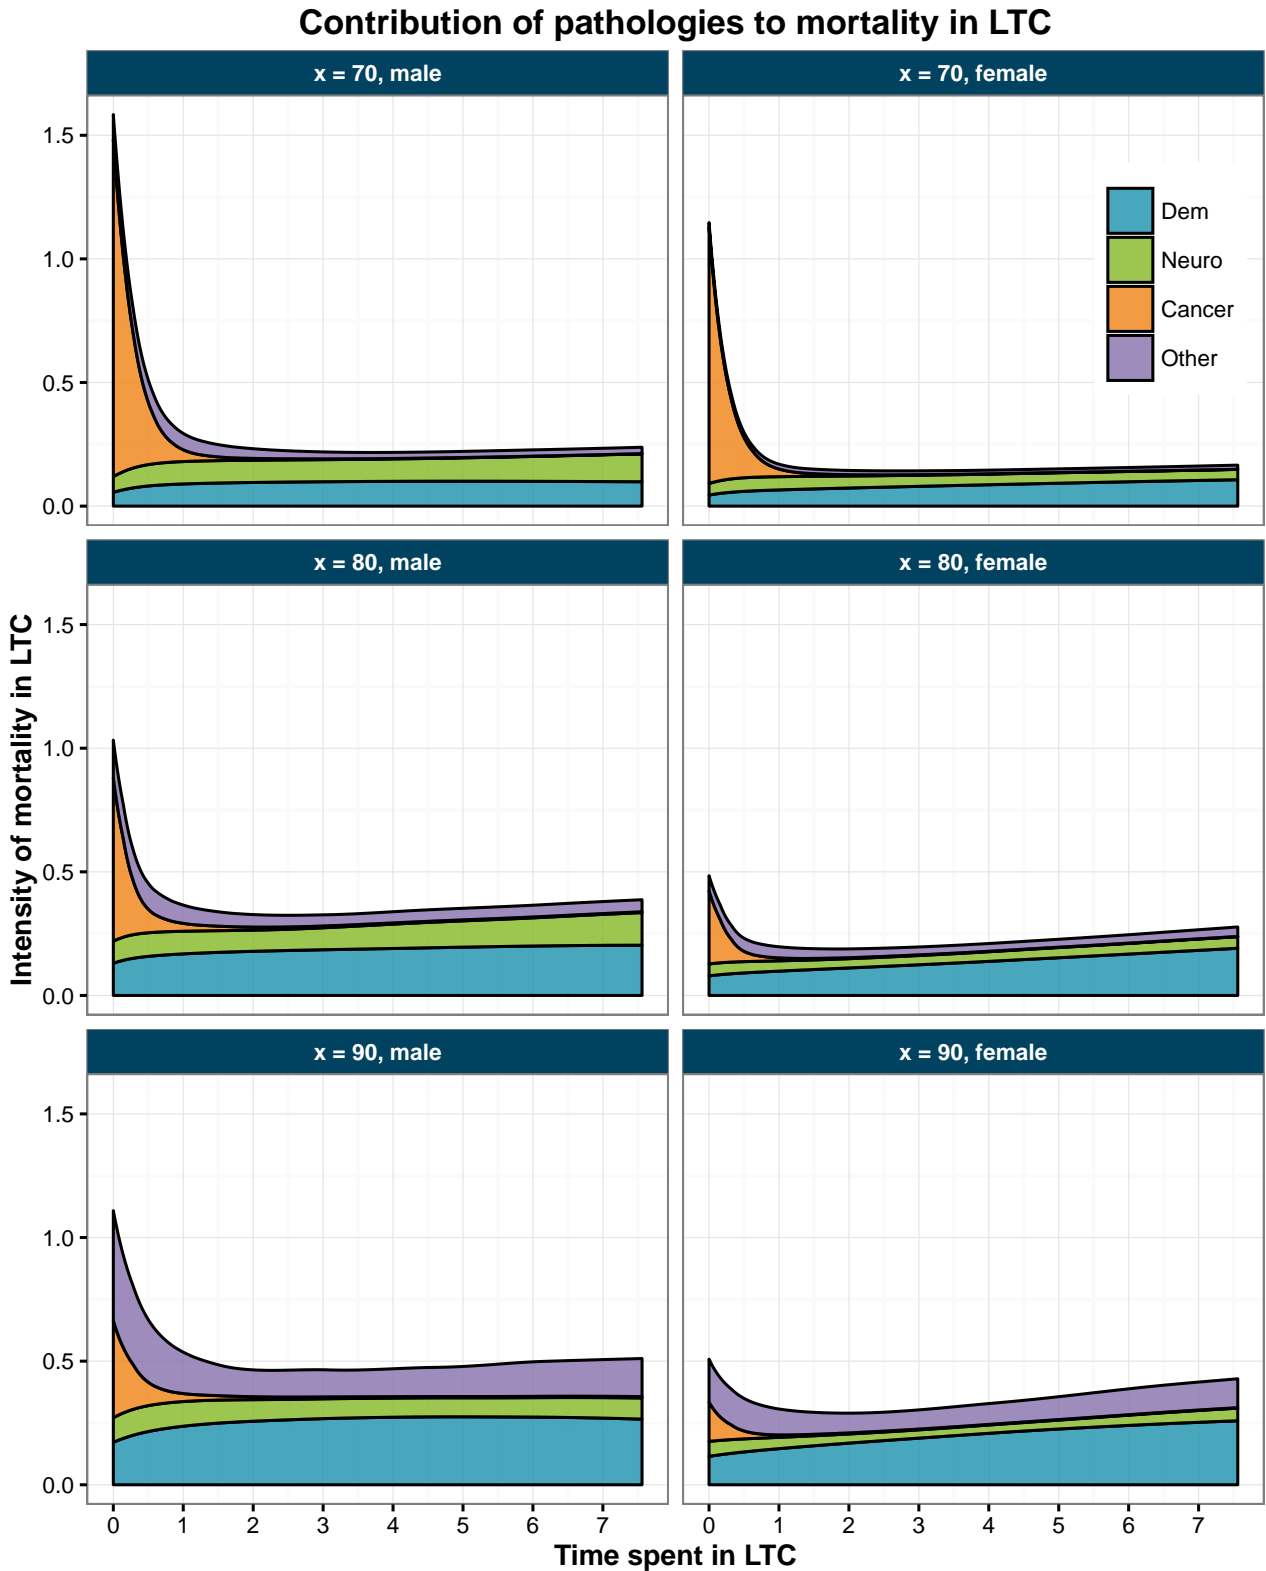 Contribution of pathologies to mortality in LTC
x = 70, male
x = 70, female
1.5
1.0
0.5
0.0
Dem
Neuro
Cancer
Other
x = 80, male
x = 80, female
1.5
1.0
0.5
0.0
Intensity of mortality in LTC
x = 90, male
x = 90, female
1.5
1.0
0.5
0.0
0 1 2 3 4 5 6 7
0 1 2 3 4 5 6 7
Time spent in LTC